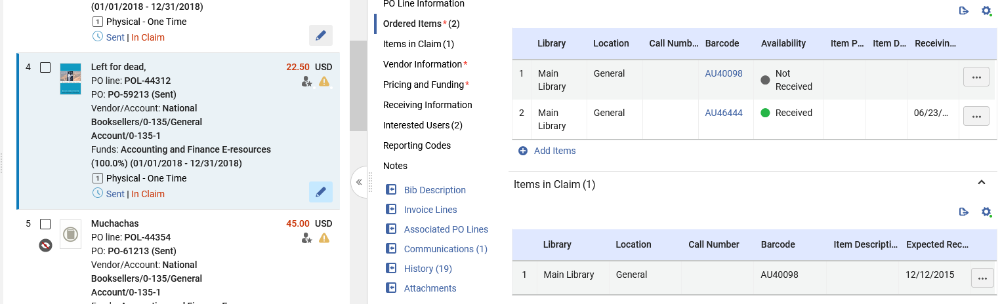 (01/01/2018 - 12/31/2018)
1 Physical - One Time
Sent | In Claim
4
Left for dead,
22.50 USD
PO line: POL-44312
PO: PO-59213 (Sent)
Vendor/Account: National
Booksellers/0-135/General
Account/0-135-1
Funds: Accounting and Finance E-resources
(100.0%) (01/01/2018 - 12/31/2018)
1 Physical - One Time
Sent | In Claim
5
Muchachas
45.00 USD
PO line: POL-44354
PO: PO-61213 (Sent)
Vendor/Account: National
Booksellers/0-135/General
Account/0-135-1
PO Line Information
Ordered Items* (2)
Items in Claim (1)
Vendor Information*
Pricing and Funding*
Receiving Information
Interested Users (2)
Reporting Codes
Notes
Bib Description
Invoice Lines
Associated PO Lines
Communications (1)
History (19)
Attachments
Library Location Call Numb... Barcode Availability Item P... Item D... Receivin...
1 Main Library General AU40098 Not Received ...
2 Main Library General AU46444 Received 06/23/... ...
Add Items
Items in Claim (1)
Library Location Call Number Barcode Item Descripti... Expected Rec...
1 Main Library General AU40098 12/12/2015 ...